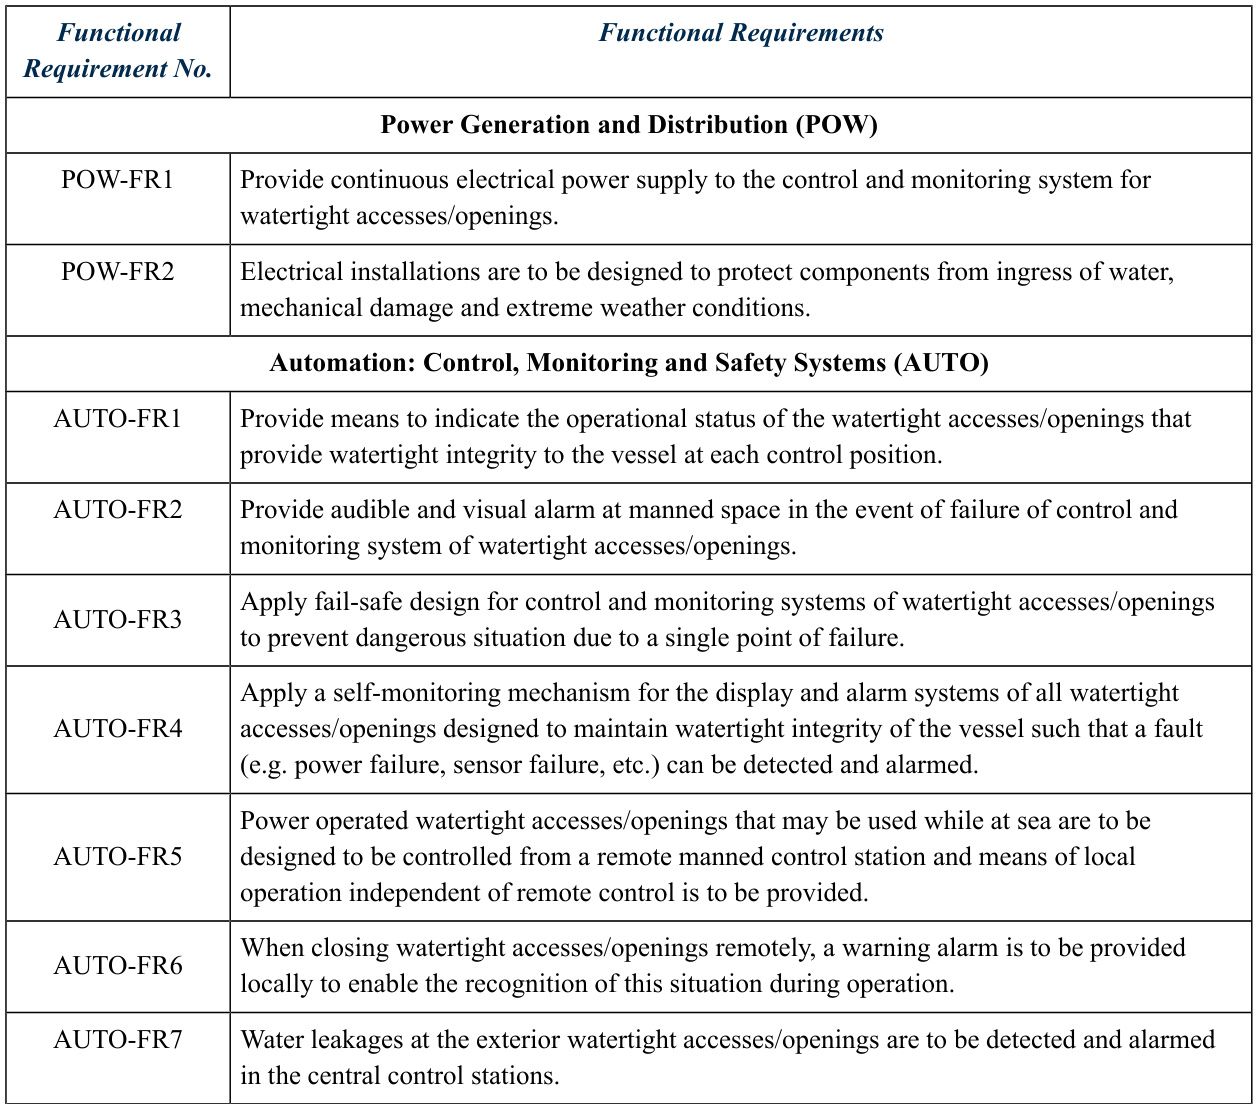 Functional
Requirement No.
Functional Requirements
Power Generation and Distribution (POW)
POW-FR1
Provide continuous electrical power supply to the control and monitoring system for
watertight accesses/openings.
POW-FR2
Electrical installations are to be designed to protect components from ingress of water,
mechanical damage and extreme weather conditions.
Automation: Control, Monitoring and Safety Systems (AUTO)
AUTO-FR1
Provide means to indicate the operational status of the watertight accesses/openings that
provide watertight integrity to the vessel at each control position.
AUTO-FR2
Provide audible and visual alarm at manned space in the event of failure of control and
monitoring system of watertight accesses/openings.
AUTO-FR3
Apply fail-safe design for control and monitoring systems of watertight accesses/openings
to prevent dangerous situation due to a single point of failure.
AUTO-FR4
Apply a self-monitoring mechanism for the display and alarm systems of all watertight
accesses/openings designed to maintain watertight integrity of the vessel such that a fault
(e.g. power failure, sensor failure, etc.) can be detected and alarmed.
AUTO-FR5
Power operated watertight accesses/openings that may be used while at sea are to be
designed to be controlled from a remote manned control station and means of local
operation independent of remote control is to be provided.
AUTO-FR6
When closing watertight accesses/openings remotely, a warning alarm is to be provided
locally to enable the recognition of this situation during operation.
AUTO-FR7
Water leakages at the exterior watertight accesses/openings are to be detected and alarmed
in the central control stations.